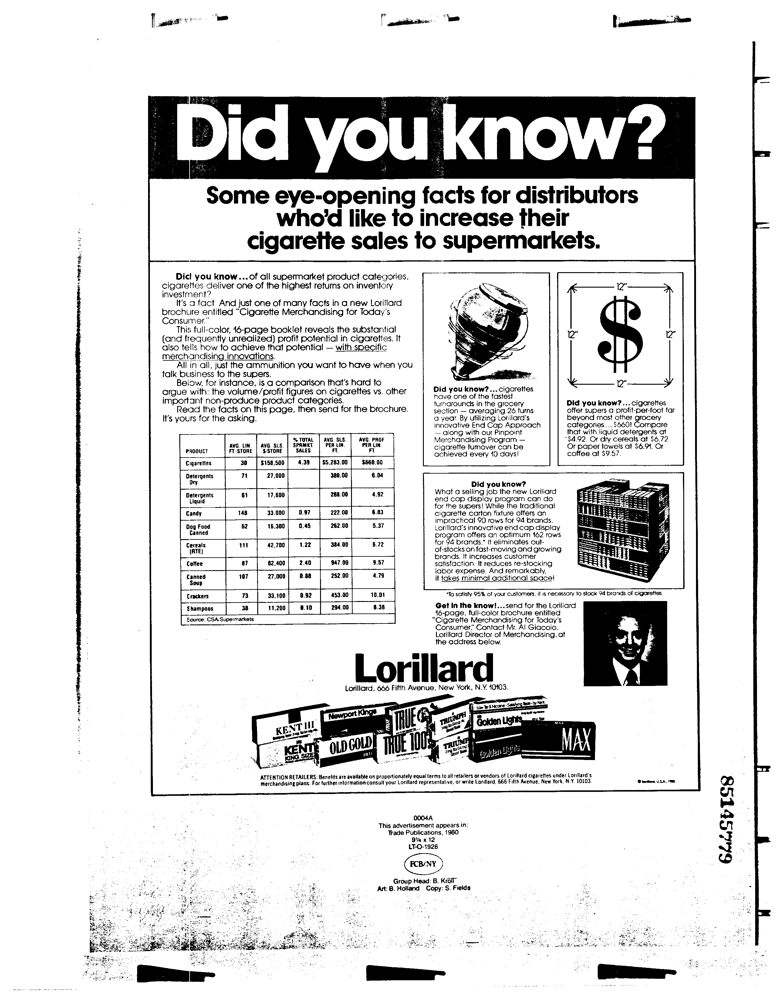 Did you know?
Some eye-opening facts for distributors
who'd like to increase their
cigarette sales to supermarkets.
Did you know...of all supermarket product categories,
cigarettes deliver one of the highest returns on inventory
investment?
It's a fact. And just one of many facts in a new Lorillard
brochure entitled "Cigarette Merchandising for Today's
Consumer."
This full-color, 16-page booklet reveals the substantial
(and frequently unrealized) profit potential in cigarettes. It
also tells how to achieve that potential — with specific
merchandising innovations.
All in all, just the ammunition you want to have when you
talk business to the supers.
Below, for instance, is a comparison that's hard to
argue with: the volume/profit figures on cigarettes vs. other
important non-produce product categories.
Read the facts on this page, then send for the brochure.
It's yours for the asking.
PRODUCT AVG. LIN. FT./STORE AVG. SLS. $/STORE % TOTAL SPRMKT. SALES AVG. SLS. PER LIN. FT. AVG. PROF. PER LIN. FT.
Cigarettes 30 $158,500 4.39 $5,283.00 $660.60
Detergents Dry 71 27,000 380.00 6.04
Detergents Liquid 61 17,600 288.00 4.92
Candy 148 33,000 0.97 222.00 6.83
Dog Food Canned 62 16,300 0.45 262.00 5.37
Cereals (RTE) 111 42,700 1.22 384.00 6.72
Coffee 87 82,400 2.40 947.00 9.57
Canned Soup 107 27,000 0.88 252.00 4.79
Crackers 73 33,100 0.92 453.00 10.01
Shampoos 38 11,200 0.10 294.00 8.38
Source: CSA Supermarkets
Did you know?...cigarettes
have one of the fastest
turnarounds in the grocery
section — averaging 26 turns
a year. By utilizing Lorillard's
innovative End Cap Approach
— along with our Pinpoint
Merchandising Program —
cigarette turnover can be
achieved every 10 days!
12"
12" $ 12"
12"
Did you know?...cigarettes
offer supers a profit-per-foot far
beyond most other grocery
categories...$660! Compare
that with liquid detergents at
$4.92. Or dry cereals at $6.72.
Or paper towels at $6.91. Or
coffee at $9.57.
Did you know?
What a selling job the new Lorillard
end cap display program can do
for the supers! While the traditional
cigarette carton fixture offers an
impractical 90 rows for 94 brands,
Lorillard's innovative end cap display
program offers an optimum 162 rows
for 94 brands.* It eliminates out-
of-stocks on fast-moving and growing
brands. It increases customer
satisfaction. It reduces re-stocking
labor expense. And remarkably,
it takes minimal additional space!
*To satisfy 95% of your customers, it is necessary to stock 94 brands of cigarettes.
Get in the know!...send for the Lorillard
16-page, full-color brochure entitled
"Cigarette Merchandising for Today's
Consumer." Contact Mr. Al Giacoio,
Lorillard Director of Merchandising, at
the address below.
Lorillard
Lorillard, 666 Fifth Avenue, New York, N.Y. 10103.
KENT III
Newport Kings
TRUE
TRIUMPH
Golden Lights
MAX
KENT
KING SIZE
OLD GOLD
TRUE 100's
TRIUMPH
Golden Lights
MAX
ATTENTION RETAILERS: Benefits are available on proportionately equal terms to all retailers or vendors of Lorillard cigarettes under Lorillard's
merchandising plans. For further information consult your Lorillard representative, or write Lorillard, 666 Fifth Avenue, New York, N.Y. 10103.
© Lorillard, U.S.A., 1980
85145779
0004A
This advertisement appears in:
Trade Publications, 1980
9¼ x 12
LT-O-1926
FCB/NY
Group Head: B. Kroll
Art: B. Holland Copy: S. Fields